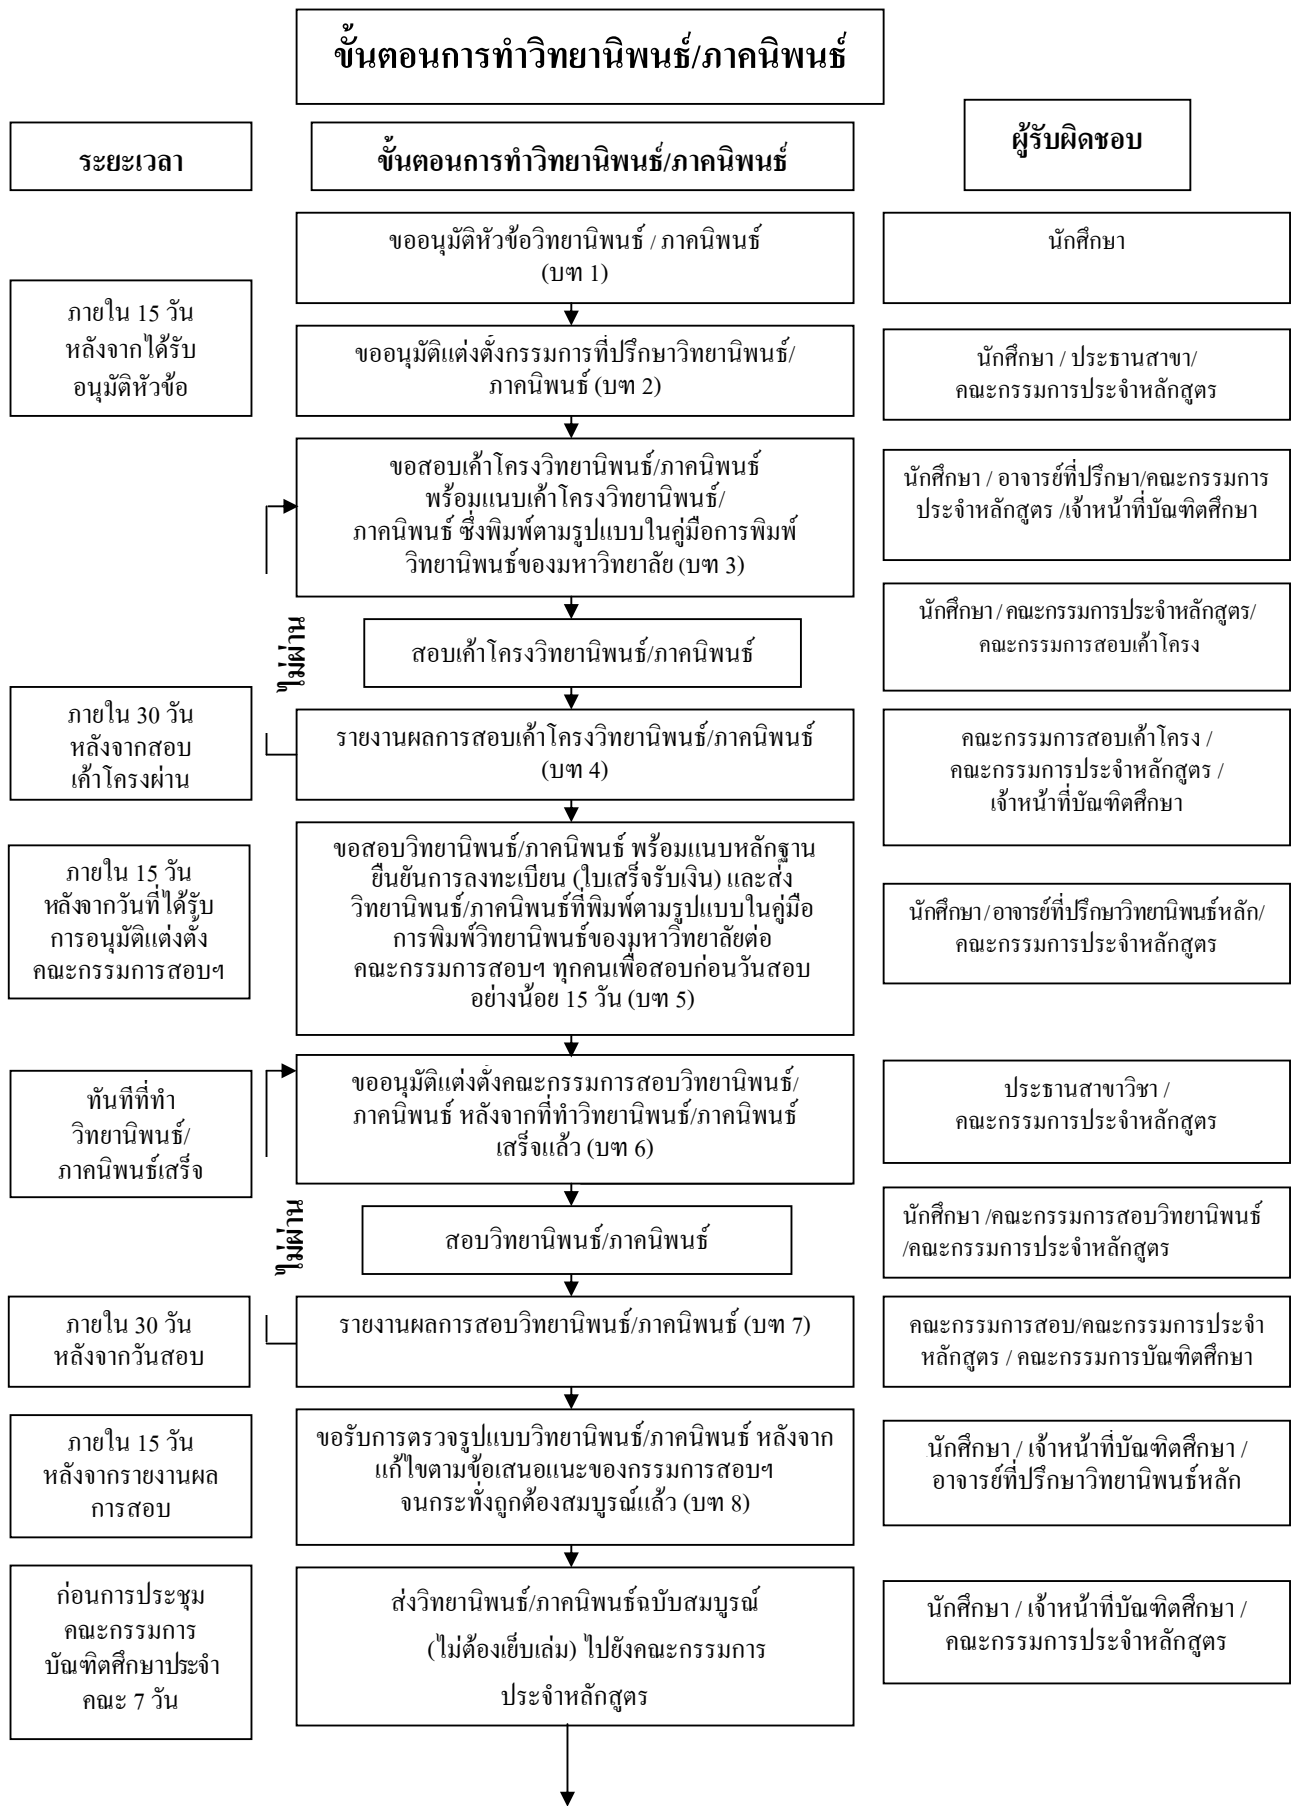 ขั้นตอนการทำวิทยานิพนธ์/ภาคนิพนธ์
ระยะเวลา
ขั้นตอนการทำวิทยานิพนธ์/ภาคนิพนธ์
ผู้รับผิดชอบ
ขออนุมัติหัวข้อวิทยานิพนธ์ / ภาคนิพนธ์
(บฑ 1)
นักศึกษา
ภายใน 15 วัน
หลังจากได้รับ
อนุมัติหัวข้อ
ขออนุมัติแต่งตั้งกรรมการที่ปรึกษาวิทยานิพนธ์/
ภาคนิพนธ์ (บฑ 2)
นักศึกษา / ประธานสาขา/
คณะกรรมการประจำหลักสูตร
ขอสอบเค้าโครงวิทยานิพนธ์/ภาคนิพนธ์
พร้อมแนบเค้าโครงวิทยานิพนธ์/
ภาคนิพนธ์ ซึ่งพิมพ์ตามรูปแบบในคู่มือการพิมพ์
วิทยานิพนธ์ของมหาวิทยาลัย (บฑ 3)
นักศึกษา / อาจารย์ที่ปรึกษา/คณะกรรมการ
ประจำหลักสูตร /เจ้าหน้าที่บัณฑิตศึกษา
ไม่ผ่าน
สอบเค้าโครงวิทยานิพนธ์/ภาคนิพนธ์
นักศึกษา / คณะกรรมการประจำหลักสูตร/
คณะกรรมการสอบเค้าโครง
ภายใน 30 วัน
หลังจากสอบ
เค้าโครงผ่าน
รายงานผลการสอบเค้าโครงวิทยานิพนธ์/ภาคนิพนธ์
(บฑ 4)
คณะกรรมการสอบเค้าโครง /
คณะกรรมการประจำหลักสูตร /
เจ้าหน้าที่บัณฑิตศึกษา
ภายใน 15 วัน
หลังจากวันที่ได้รับ
การอนุมัติแต่งตั้ง
คณะกรรมการสอบฯ
ขอสอบวิทยานิพนธ์/ภาคนิพนธ์ พร้อมแนบหลักฐาน
ยืนยันการลงทะเบียน (ใบเสร็จรับเงิน) และส่ง
วิทยานิพนธ์/ภาคนิพนธ์ที่พิมพ์ตามรูปแบบในคู่มือ
การพิมพ์วิทยานิพนธ์ของมหาวิทยาลัยต่อ
คณะกรรมการสอบฯ ทุกคนเพื่อสอบก่อนวันสอบ
อย่างน้อย 15 วัน (บฑ 5)
นักศึกษา / อาจารย์ที่ปรึกษาวิทยานิพนธ์หลัก/
คณะกรรมการประจำหลักสูตร
ทันทีที่ทำ
วิทยานิพนธ์/
ภาคนิพนธ์เสร็จ
ขออนุมัติแต่งตั้งคณะกรรมการสอบวิทยานิพนธ์/
ภาคนิพนธ์ หลังจากที่ทำวิทยานิพนธ์/ภาคนิพนธ์
เสร็จแล้ว (บฑ 6)
ประธานสาขาวิชา /
คณะกรรมการประจำหลักสูตร
ไม่ผ่าน
สอบวิทยานิพนธ์/ภาคนิพนธ์
นักศึกษา /คณะกรรมการสอบวิทยานิพนธ์
/คณะกรรมการประจำหลักสูตร
ภายใน 30 วัน
หลังจากวันสอบ
รายงานผลการสอบวิทยานิพนธ์/ภาคนิพนธ์ (บฑ 7)
คณะกรรมการสอบ/คณะกรรมการประจำ
หลักสูตร / คณะกรรมการบัณฑิตศึกษา
ภายใน 15 วัน
หลังจากรายงานผล
การสอบ
ขอรับการตรวจรูปแบบวิทยานิพนธ์/ภาคนิพนธ์ หลังจาก
แก้ไขตามข้อเสนอแนะของกรรมการสอบฯ
จนกระทั่งถูกต้องสมบูรณ์แล้ว (บฑ 8)
นักศึกษา / เจ้าหน้าที่บัณฑิตศึกษา /
อาจารย์ที่ปรึกษาวิทยานิพนธ์หลัก
ก่อนการประชุม
คณะกรรมการ
บัณฑิตศึกษาประจำ
คณะ 7 วัน
ส่งวิทยานิพนธ์/ภาคนิพนธ์ฉบับสมบูรณ์
(ไม่ต้องเย็บเล่ม) ไปยังคณะกรรมการ
ประจำหลักสูตร
นักศึกษา / เจ้าหน้าที่บัณฑิตศึกษา /
คณะกรรมการประจำหลักสูตร